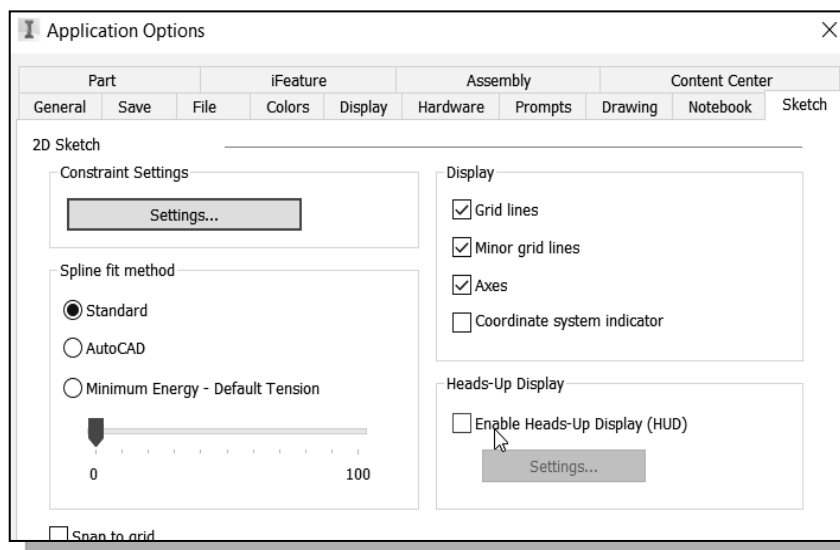 Application Options
Part iFeature Assembly Content Center
General Save File Colors Display Hardware Prompts Drawing Notebook Sketch
2D Sketch
Constraint Settings
Settings...
Spline fit method
Standard
AutoCAD
Minimum Energy - Default Tension
0 100
Display
Grid lines
Minor grid lines
Axes
Coordinate system indicator
Heads-Up Display
Enable Heads-Up Display (HUD)
Settings...
Snap to grid